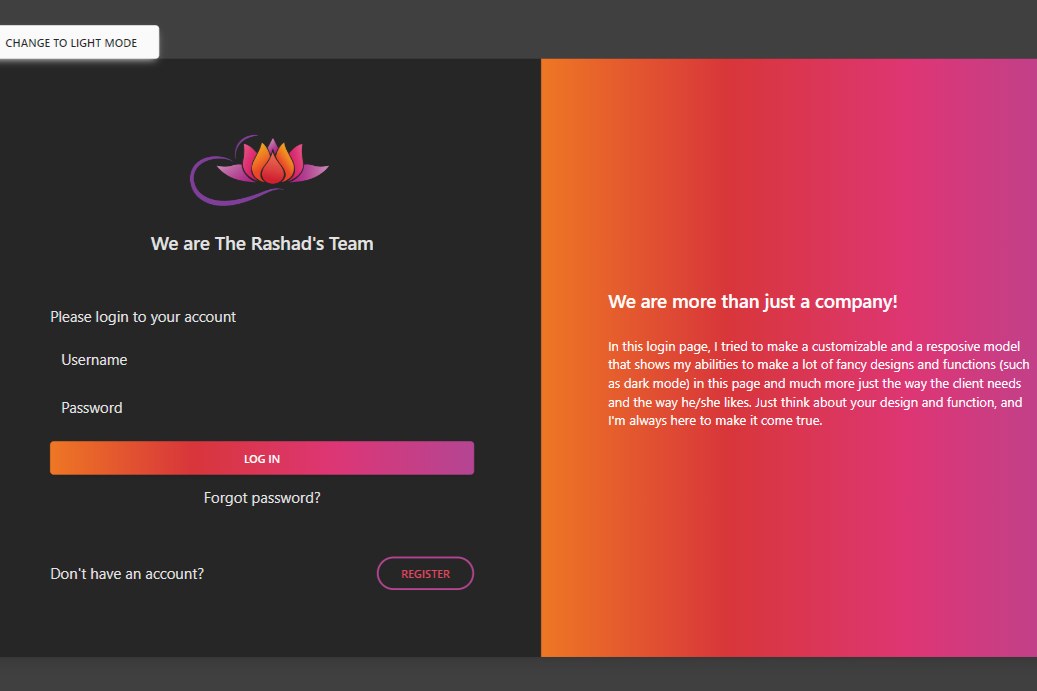 CHANGE TO LIGHT MODE
We are The Rashad's Team
Please login to your account
Username
Password
LOG IN
Forgot password?
Don't have an account?
REGISTER
We are more than just a company!
In this login page, I tried to make a customizable and a resposive model
that shows my abilities to make a lot of fancy designs and functions (such
as dark mode) in this page and much more just the way the client needs
and the way he/she likes. Just think about your design and function, and
I'm always here to make it come true.